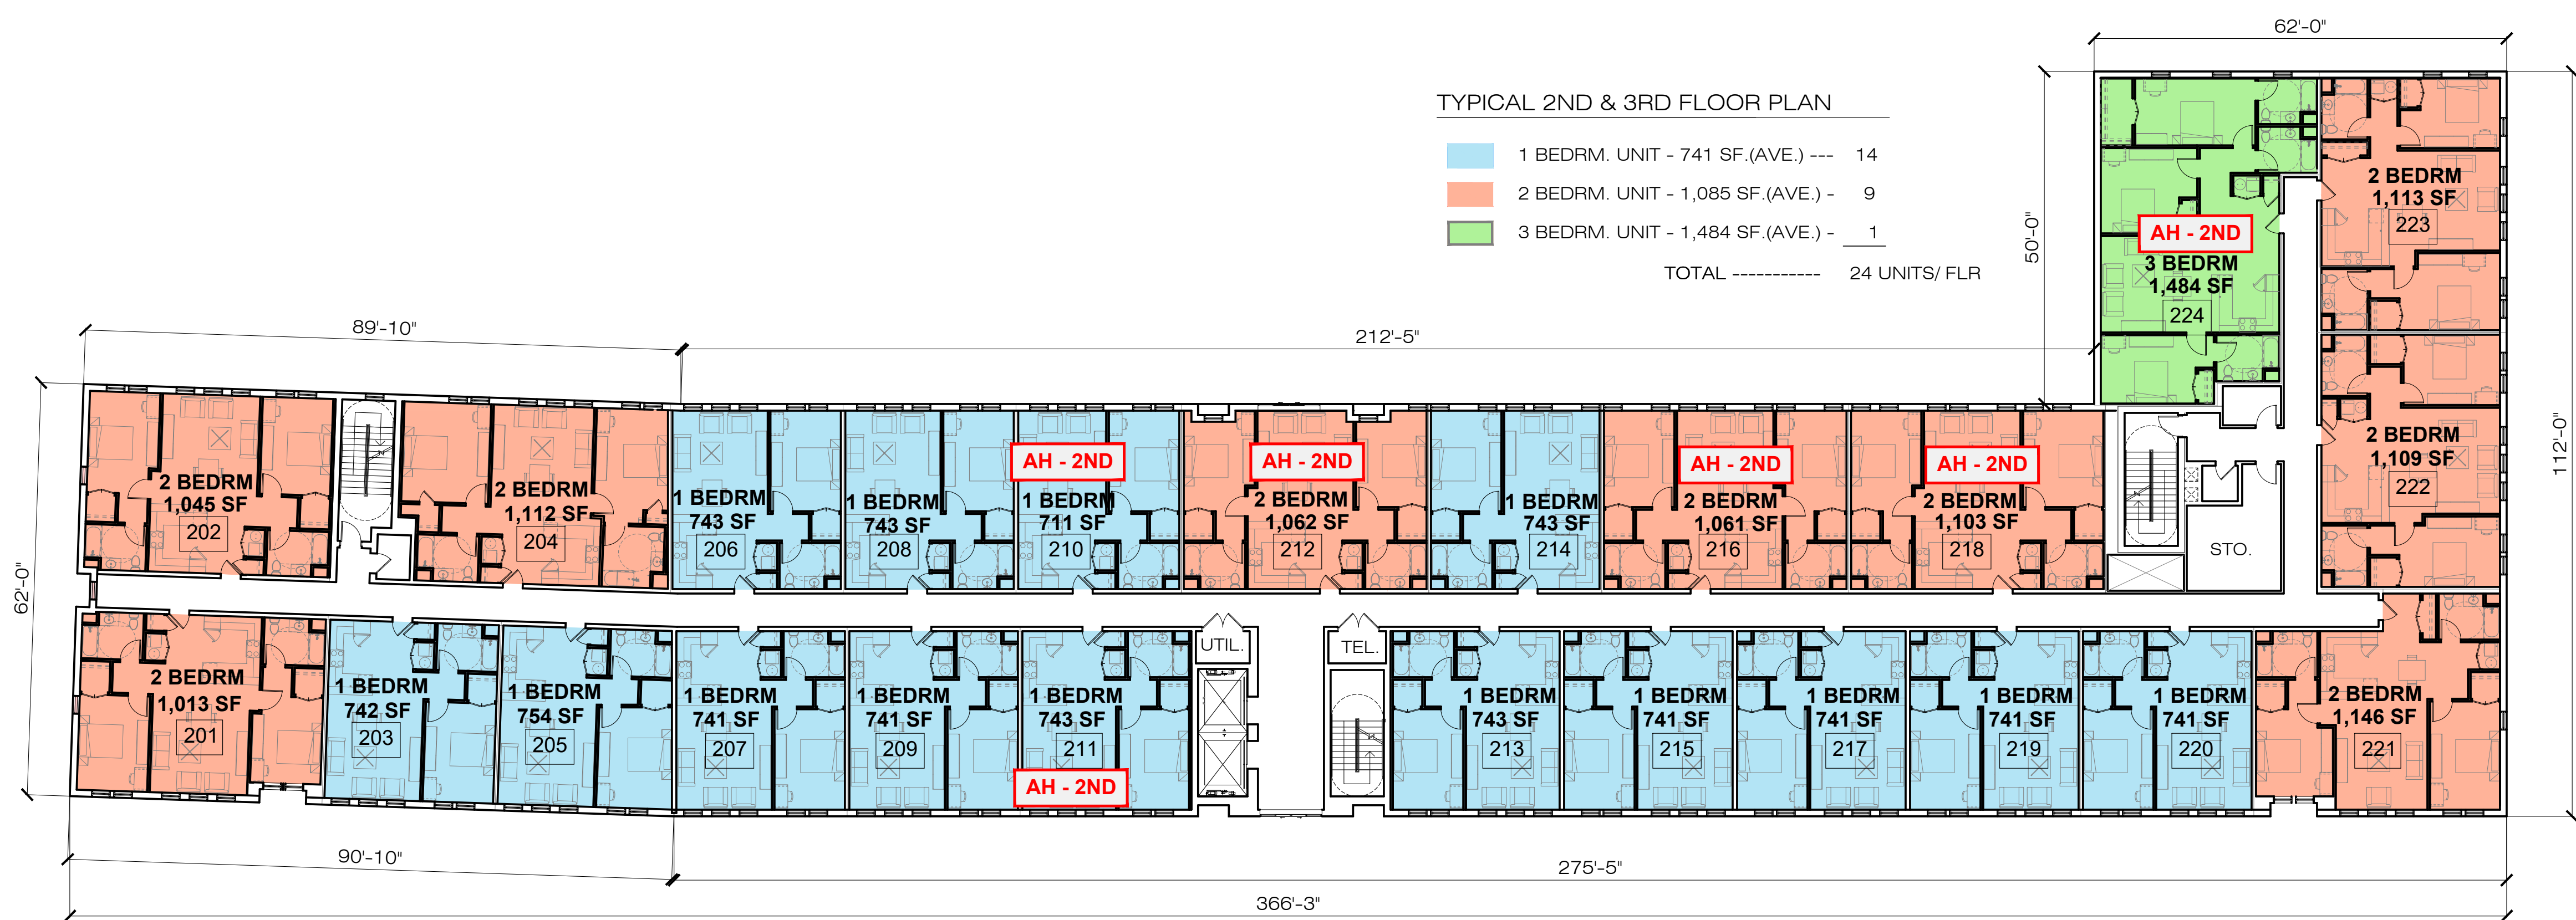 62'-0"
TYPICAL 2ND & 3RD FLOOR PLAN
1 BEDRM. UNIT - 741 SF.(AVE.) --- 14
2 BEDRM. UNIT - 1,085 SF.(AVE.) - 9
3 BEDRM. UNIT - 1,484 SF.(AVE.) - 1
TOTAL ----------- 24 UNITS/ FLR
50'-0"
112'-0"
AH - 2ND
3 BEDRM
1,484 SF
224
2 BEDRM
1,113 SF
223
2 BEDRM
1,109 SF
222
89'-10"
212'-5"
62'-0"
2 BEDRM
1,045 SF
202
2 BEDRM
1,112 SF
204
1 BEDRM
743 SF
206
1 BEDRM
743 SF
208
AH - 2ND
1 BEDRM
711 SF
210
AH - 2ND
2 BEDRM
1,062 SF
212
1 BEDRM
743 SF
214
AH - 2ND
2 BEDRM
1,061 SF
216
AH - 2ND
2 BEDRM
1,103 SF
218
STO.
2 BEDRM
1,013 SF
201
1 BEDRM
742 SF
203
1 BEDRM
754 SF
205
1 BEDRM
741 SF
207
1 BEDRM
741 SF
209
1 BEDRM
743 SF
211
AH - 2ND
UTIL.
TEL.
1 BEDRM
743 SF
213
1 BEDRM
741 SF
215
1 BEDRM
741 SF
217
1 BEDRM
741 SF
219
1 BEDRM
741 SF
220
2 BEDRM
1,146 SF
221
90'-10"
275'-5"
366'-3"